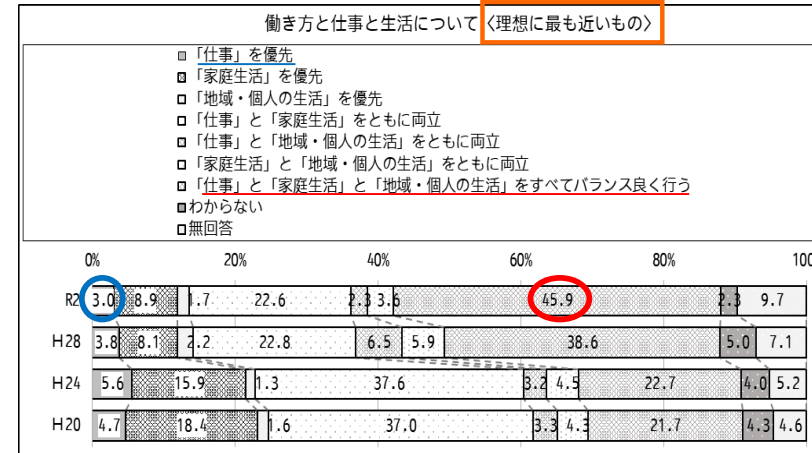 働き方と仕事と生活について〈理想に最も近いもの〉
「仕事」を優先
「家庭生活」を優先
「地域・個人の生活」を優先
「仕事」と「家庭生活」をともに両立
「仕事」と「地域・個人の生活」をともに両立
「家庭生活」と「地域・個人の生活」をともに両立
「仕事」と「家庭生活」と「地域・個人の生活」をすべてバランス良く行う
わからない
無回答
0% 20% 40% 60% 80% 100
R2 3.0 8.9 1.7 22.6 2.3 3.6 45.9 2.3 9.7
H28 3.8 8.1 2.2 22.8 6.5 5.9 38.6 5.0 7.1
H24 5.6 15.9 1.3 37.6 3.2 4.5 22.7 4.0 5.2
H20 4.7 18.4 1.6 37.0 3.3 4.3 21.7 4.3 4.6